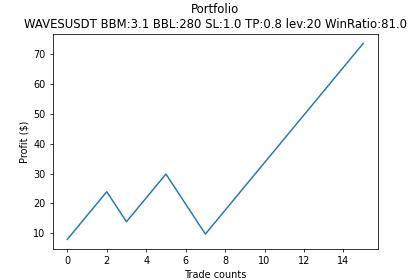 Portfolio
WAVESUSDT BBM:3.1 BBL:280 SL:1.0 TP:0.8 lev:20 WinRatio:81.0
Profit ($)
70
60
50
40
30
20
10
0 2 4 6 8 10 12 14
Trade counts